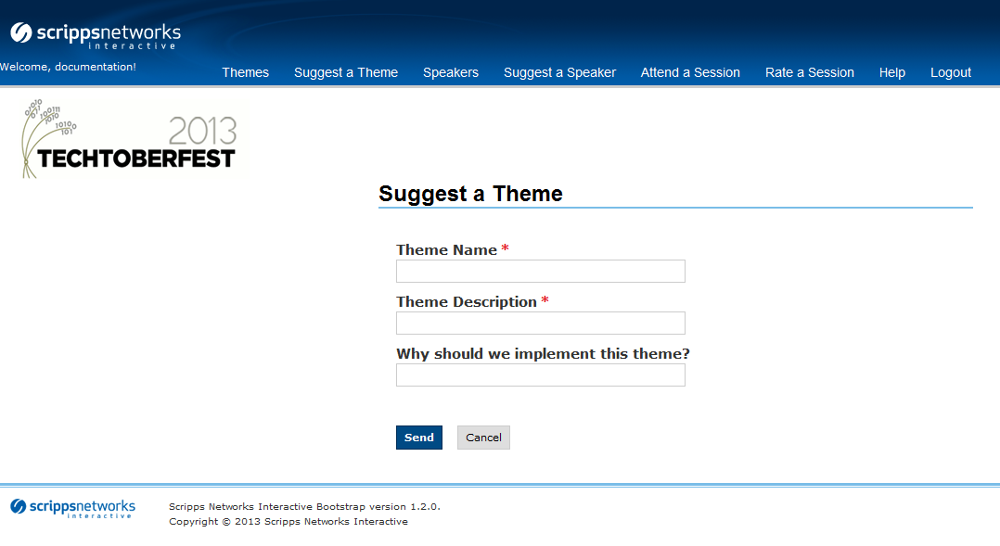 scrippsnetworks
interactive
Welcome, documentation!
Themes Suggest a Theme Speakers Suggest a Speaker Attend a Session Rate a Session Help Logout
2013
TECHTOBERFEST
Suggest a Theme
Theme Name *
Theme Description *
Why should we implement this theme?
Send Cancel
scrippsnetworks
interactive
Scripps Networks Interactive Bootstrap version 1.2.0.
Copyright © 2013 Scripps Networks Interactive